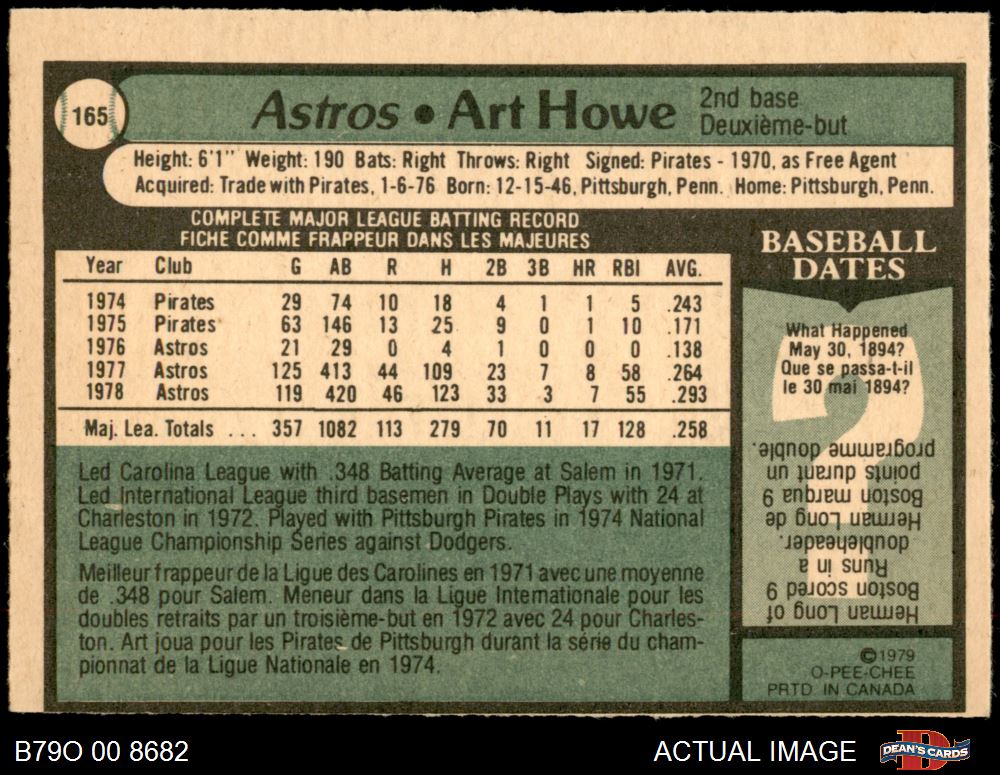 165
Astros • Art Howe
2nd base
Deuxième-but
Height: 6'1" Weight: 190 Bats: Right Throws: Right Signed: Pirates - 1970, as Free Agent
Acquired: Trade with Pirates, 1-6-76 Born: 12-15-46, Pittsburgh, Penn. Home: Pittsburgh, Penn.
COMPLETE MAJOR LEAGUE BATTING RECORD
FICHE COMME FRAPPEUR DANS LES MAJEURES
Year Club G AB R H 2B 3B HR RBI AVG.
1974 Pirates 29 74 10 18 4 1 1 5 .243
1975 Pirates 63 146 13 25 9 0 1 10 .171
1976 Astros 21 29 0 4 1 0 0 0 .138
1977 Astros 125 413 44 109 23 7 8 58 .264
1978 Astros 119 420 46 123 33 3 7 55 .293
Maj. Lea. Totals ... 357 1082 113 279 70 11 17 128 .258
Led Carolina League with .348 Batting Average at Salem in 1971.
Led International League third basemen in Double Plays with 24 at
Charleston in 1972. Played with Pittsburgh Pirates in 1974 National
League Championship Series against Dodgers.
Meilleur frappeur de la Ligue des Carolines en 1971 avec une moyenne
de .348 pour Salem. Meneur dans la Ligue Internationale pour les
doubles retraits par un troisième-but en 1972 avec 24 pour Charles-
ton. Art joua pour les Pirates de Pittsburgh durant la série du cham-
pionnat de la Ligue Nationale en 1974.
BASEBALL
DATES
What Happened
May 30, 1894?
Que se passa-t-il
le 30 mai 1894?
Herman Long of
Boston scored 9
Runs in a
doubleheader.
Herman Long de
Boston marqua 9
points durant un
programme double.
©1979
O-PEE-CHEE
PRTD. IN CANADA
B79O 00 8682
ACTUAL IMAGE
DEAN'S CARDS